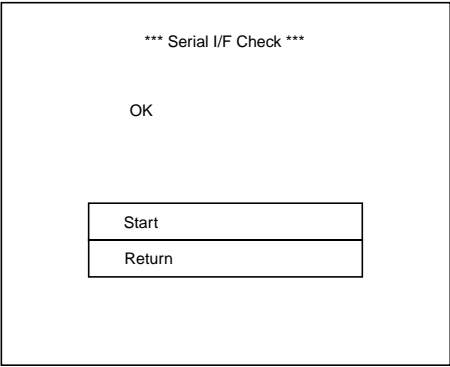 *** Serial I/F Check ***
OK
Start
Return